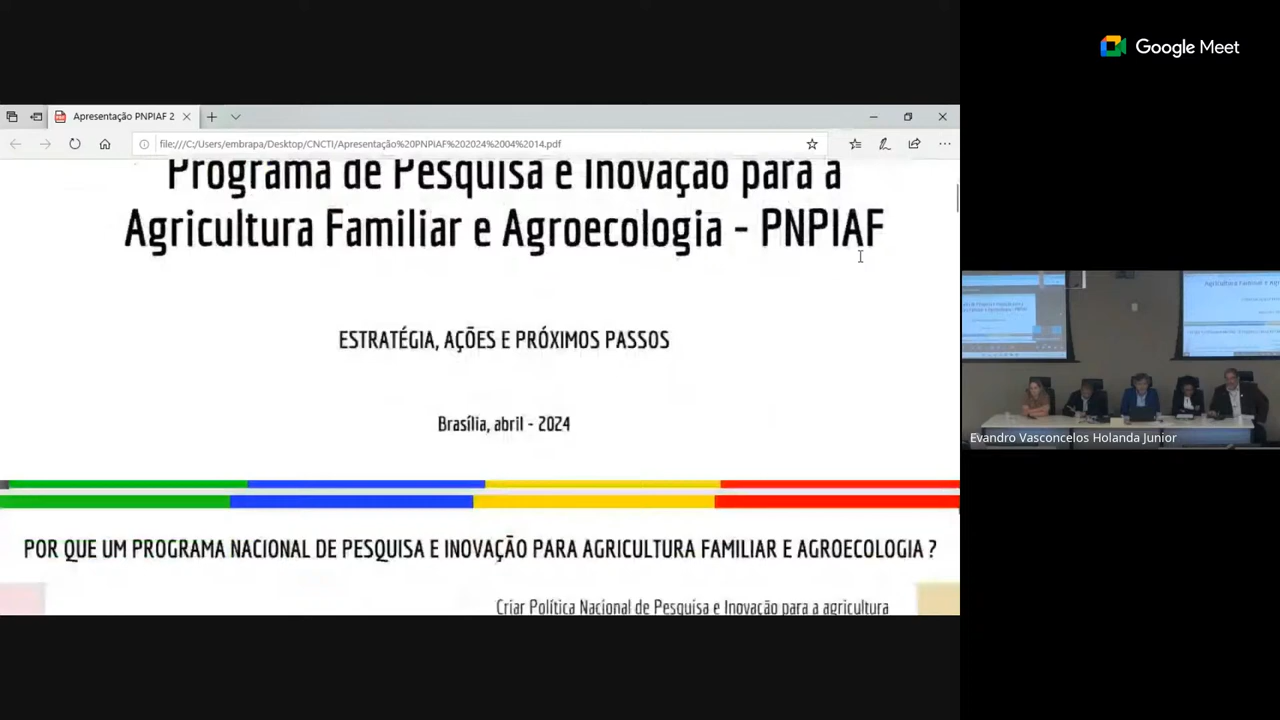 Google Meet
Apresentação PNPIAF 2
file:///C:/Users/embrapa/Desktop/CNCTI/Apresentação%20PNPIAF%202024%2004%2014.pdf
Programa de Pesquisa e Inovação para a
Agricultura Familiar e Agroecologia - PNPIAF
ESTRATÉGIA, AÇÕES E PRÓXIMOS PASSOS
Brasília, abril - 2024
POR QUE UM PROGRAMA NACIONAL DE PESQUISA E INOVAÇÃO PARA AGRICULTURA FAMILIAR E AGROECOLOGIA ?
Criar Política Nacional de Pesquisa e Inovação para a agricultura
Evandro Vasconcelos Holanda Junior